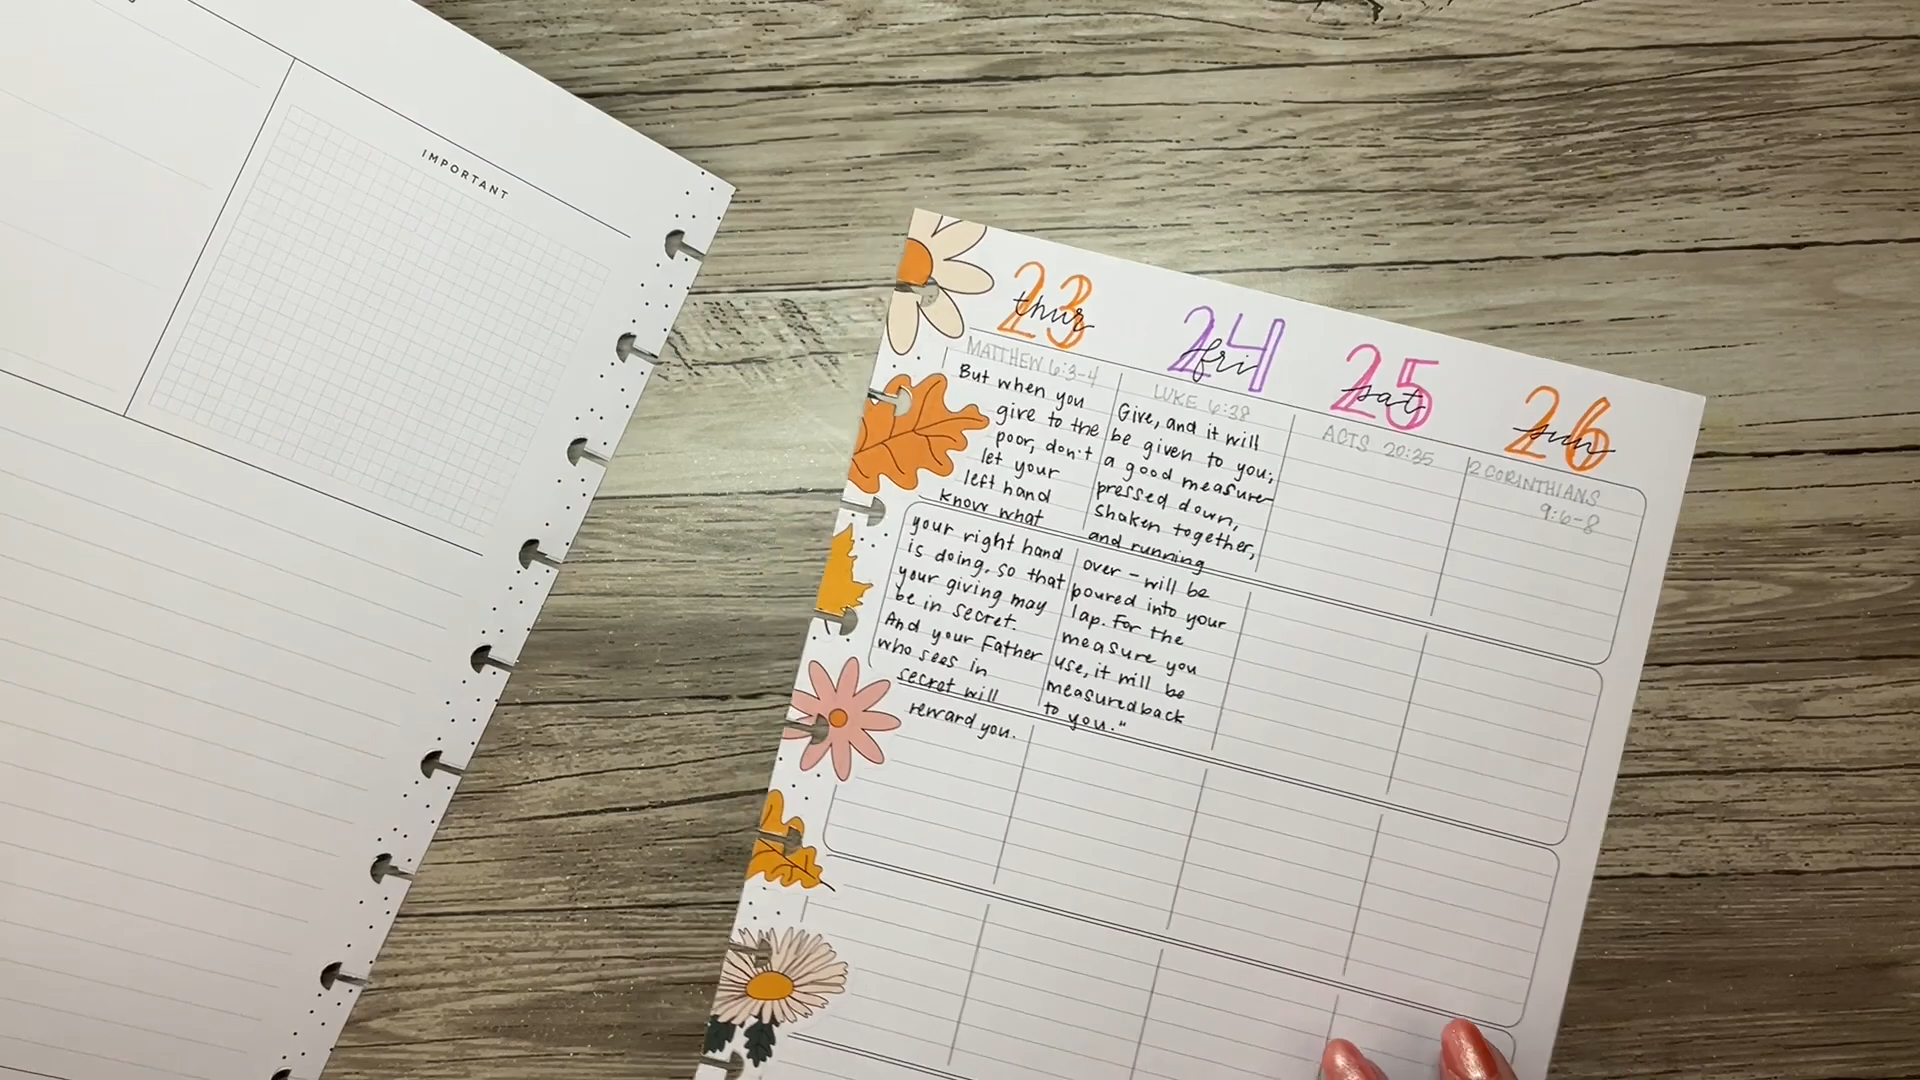 IMPORTANT
23
thur
24
fri
25
sat
26
sun
MATTHEW 6:3-4
But when you
give to the
poor, don't
let your
left hand
know what
your right hand
is doing, so that
your giving may
be in secret.
And your Father
who sees in
secret will
reward you.
LUKE 6:38
Give, and it will
be given to you;
a good measure
pressed down,
shaken together,
and running
over - will be
poured into your
lap. For the
measure you
use, it will be
measured back
to you."
ACTS 20:35
2 CORINTHIANS
9:6-8